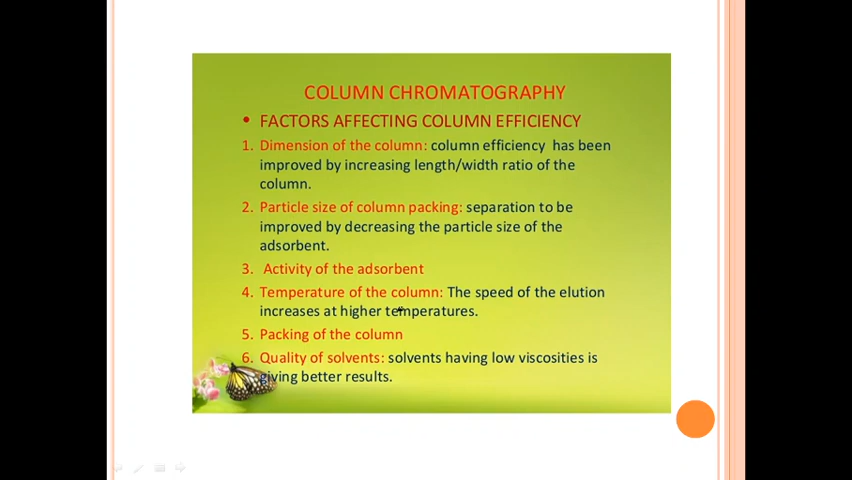 COLUMN CHROMATOGRAPHY
• FACTORS AFFECTING COLUMN EFFICIENCY
1. Dimension of the column: column efficiency has been
improved by increasing length/width ratio of the
column.
2. Particle size of column packing: separation to be
improved by decreasing the particle size of the
adsorbent.
3. Activity of the adsorbent
4. Temperature of the column: The speed of the elution
increases at higher temperatures.
5. Packing of the column
6. Quality of solvents: solvents having low viscosities is
giving better results.